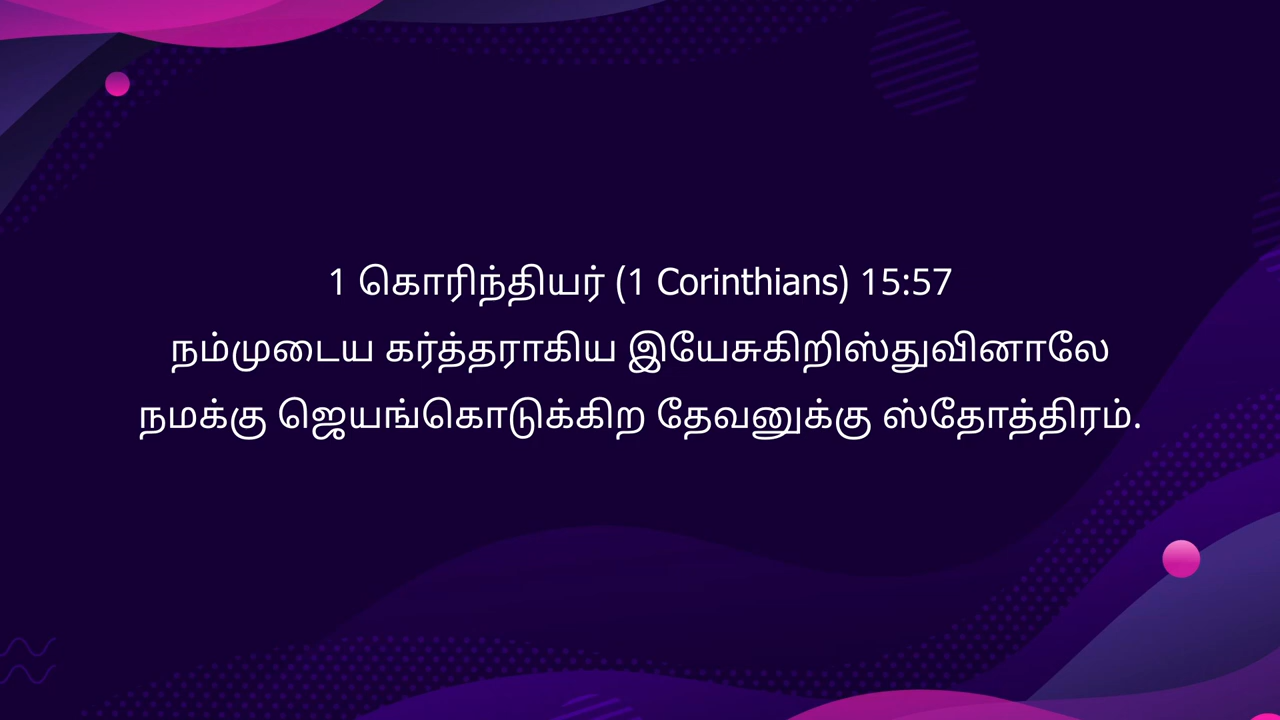 1 கொரிந்தியர் (1 Corinthians) 15:57
நம்முடைய கர்த்தராகிய இயேசுகிறிஸ்துவினாலே
நமக்கு ஜெயங்கொடுக்கிற தேவனுக்கு ஸ்தோத்திரம்.